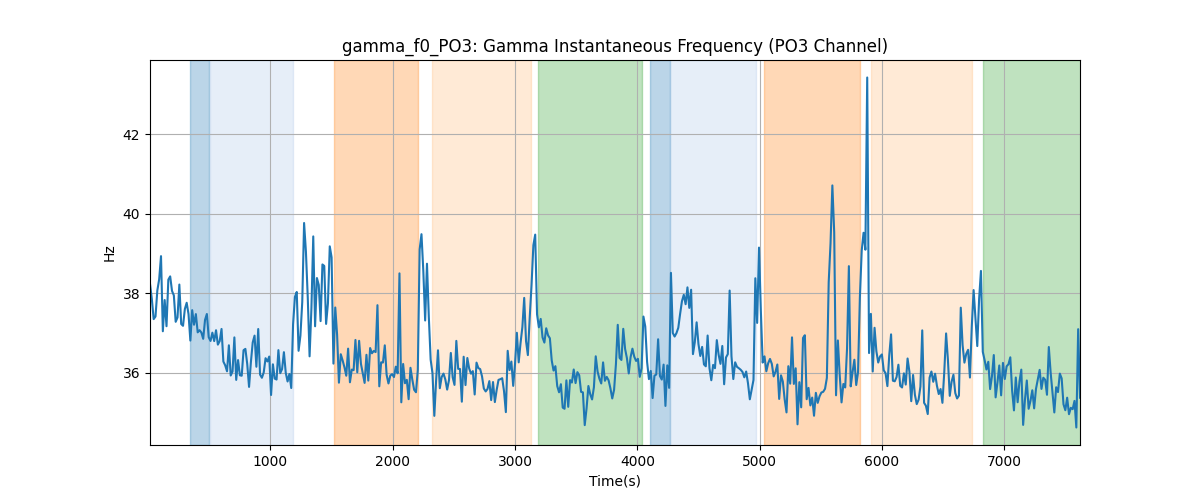 gamma_f0_PO3: Gamma Instantaneous Frequency (PO3 Channel)
Hz
42
40
38
36
1000 2000 3000 4000 5000 6000 7000
Time(s)